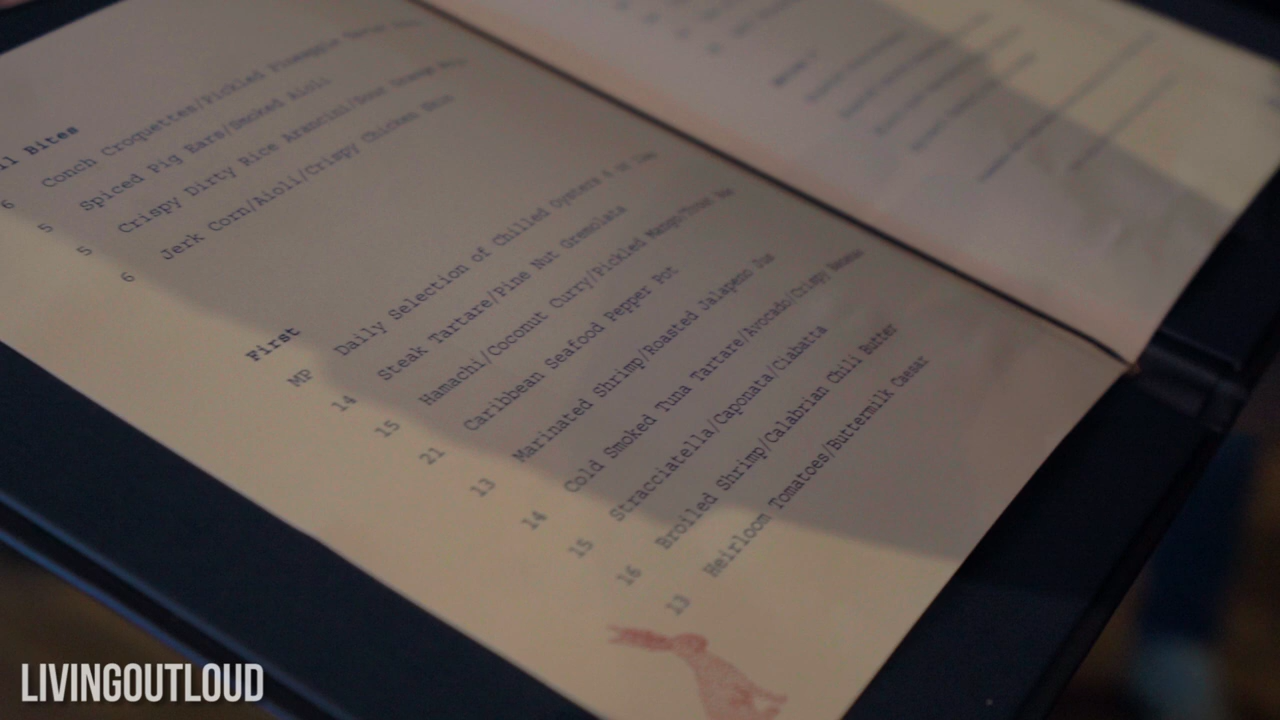 Bites
6 Conch Croquettes/Pickled Pineapple
5 Spiced Pig Ears/Smoked Aioli
5 Crispy Dirty Rice Arancini/Sour Orange
6 Jerk Corn/Aioli/Crispy Chicken Skin
First
MP Daily Selection of Chilled Oysters
14 Steak Tartare/Pine Nut Gremolata
15 Hamachi/Coconut Curry/Pickled Mango/
21 Caribbean Seafood Pepper Pot
13 Marinated Shrimp/Roasted Jalapeno Jus
14 Cold Smoked Tuna Tartare/Avocado/Crispy
15 Stracciatella/Caponata/Ciabatta
16 Broiled Shrimp/Calabrian Chili Butter
13 Heirloom Tomatoes/Buttermilk Caesar
LIVINGOUTLOUD